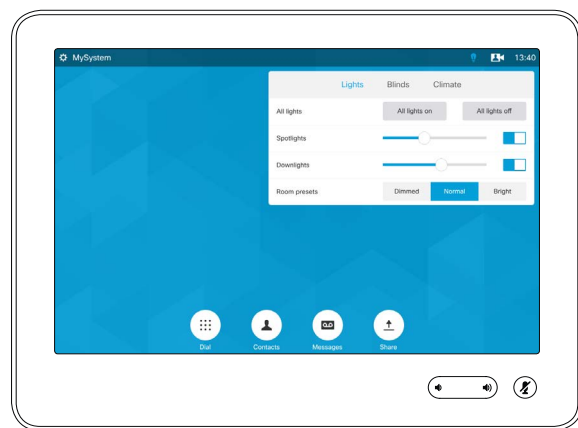 MySystem 13:40
Lights Blinds Climate
All lights All lights on All lights off
Spotlights
Downlights
Room presets Dimmed Normal Bright
Dial Contacts Messages Share